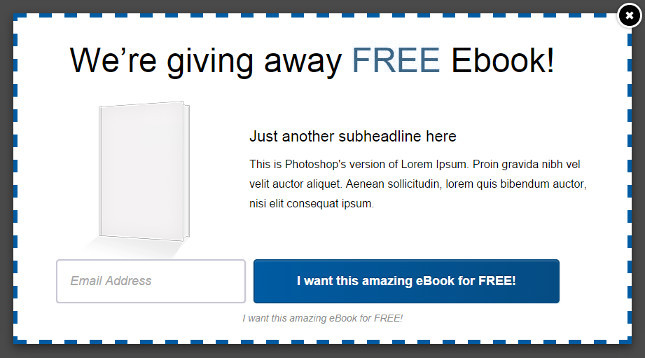 We're giving away FREE Ebook!
Just another subheadline here
This is Photoshop's version of Lorem Ipsum. Proin gravida nibh vel
velit auctor aliquet. Aenean sollicitudin, lorem quis bibendum auctor,
nisi elit consequat ipsum.
Email Address
I want this amazing eBook for FREE!
I want this amazing eBook for FREE!